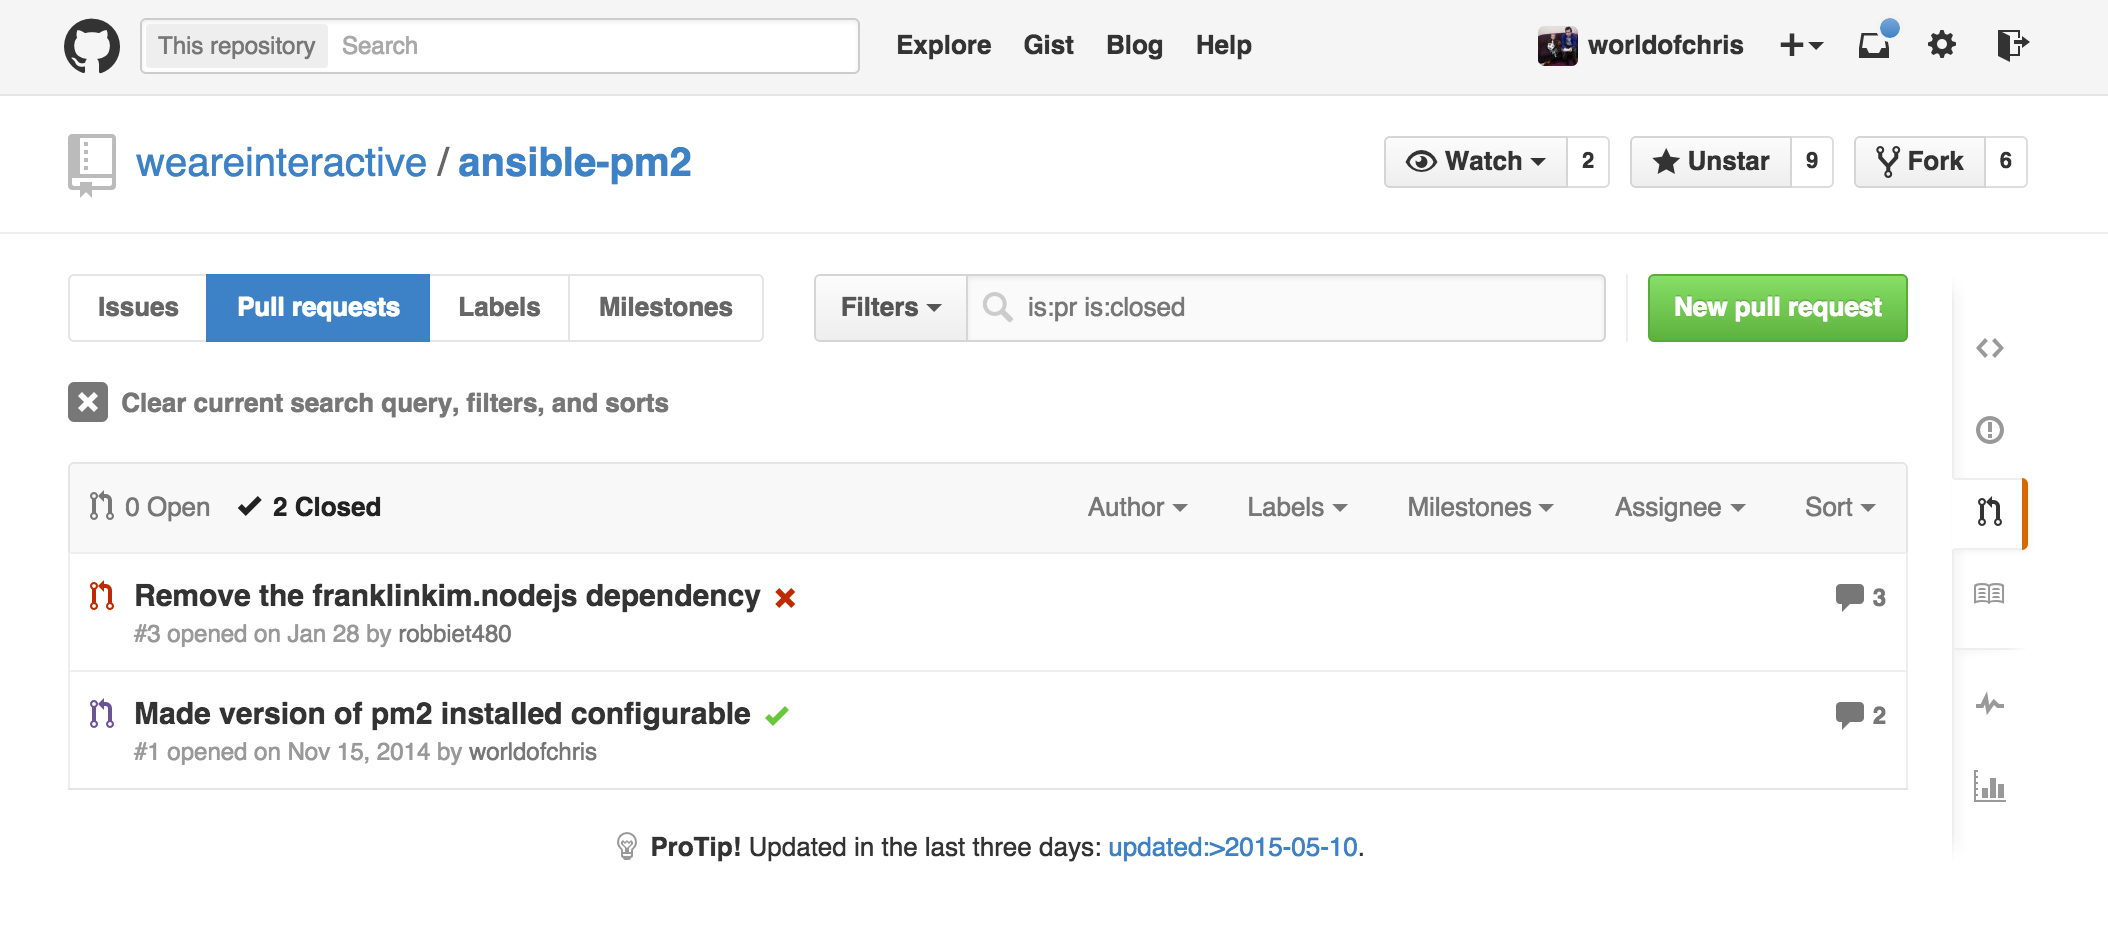 This repository Search Explore Gist Blog Help worldofchris
weareinteractive / ansible-pm2 Watch 2 Unstar 9 Fork 6
Issues Pull requests Labels Milestones Filters is:pr is:closed New pull request
Clear current search query, filters, and sorts
0 Open 2 Closed Author Labels Milestones Assignee Sort
Remove the franklinkim.nodejs dependency 3
#3 opened on Jan 28 by robbiet480
Made version of pm2 installed configurable 2
#1 opened on Nov 15, 2014 by worldofchris
ProTip! Updated in the last three days: updated:>2015-05-10.